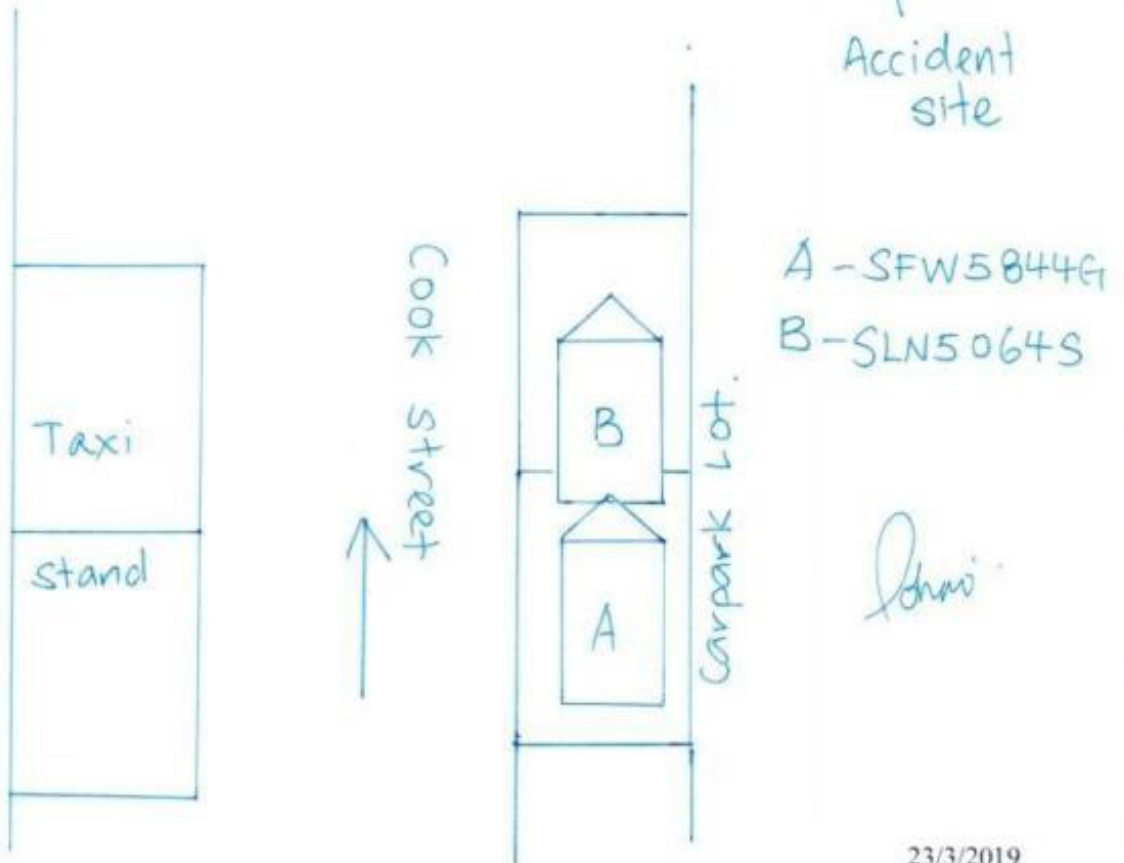 Accident
site
A - SFW5844G
B - SLN5064S
Cook Street
Taxi
stand
B
A
Carpark Lot.
23/3/2019